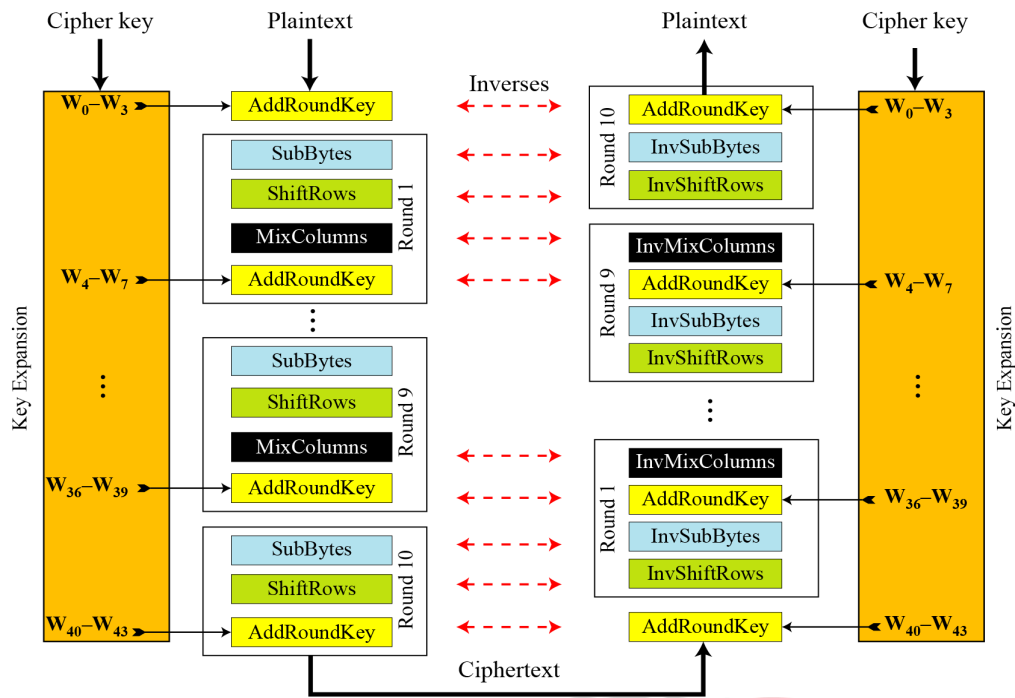 Cipher key
Plaintext
Plaintext
Cipher key
W₀–W₃
AddRoundKey
SubBytes
ShiftRows
MixColumns
W₄–W₇
AddRoundKey
Round 1
SubBytes
ShiftRows
MixColumns
W₃₆–W₃₉
AddRoundKey
Round 9
SubBytes
ShiftRows
W₄₀–W₄₃
AddRoundKey
Round 10
Key Expansion
Inverses
Ciphertext
AddRoundKey
W₀–W₃
InvSubBytes
InvShiftRows
Round 10
InvMixColumns
AddRoundKey
W₄–W₇
InvSubBytes
InvShiftRows
Round 9
InvMixColumns
AddRoundKey
W₃₆–W₃₉
InvSubBytes
InvShiftRows
Round 1
AddRoundKey
W₄₀–W₄₃
Key Expansion